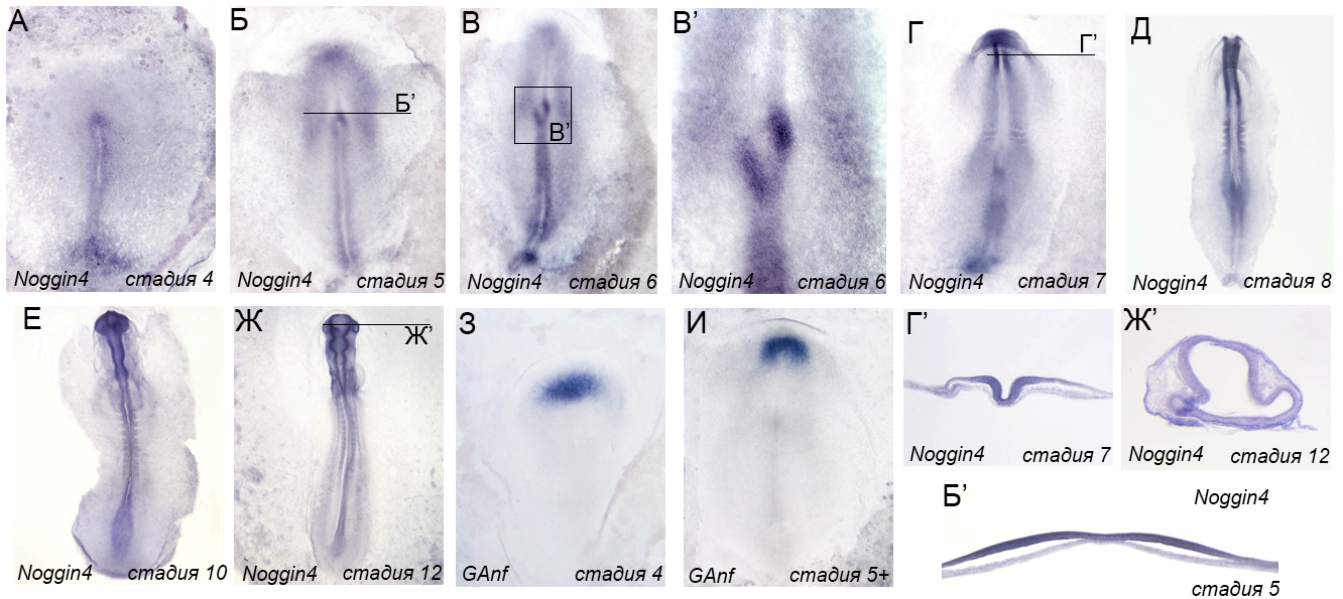 А
Noggin4 стадия 4
Б
Б’
Noggin4 стадия 5
В
В’
Noggin4 стадия 6
В’
Noggin4 стадия 6
Г
Г’
Noggin4 стадия 7
Д
Noggin4 стадия 8
Е
Noggin4 стадия 10
Ж
Ж’
Noggin4 стадия 12
З
GAnf стадия 4
И
GAnf стадия 5+
Г’
Noggin4 стадия 7
Ж’
Noggin4 стадия 12
Б’
Noggin4
стадия 5